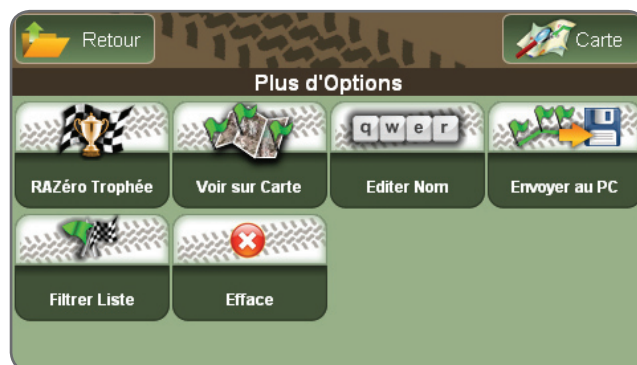 Retour
Carte
Plus d'Options
q w e r
RAZéro Trophée
Voir sur Carte
Editer Nom
Envoyer au PC
Filtrer Liste
Efface